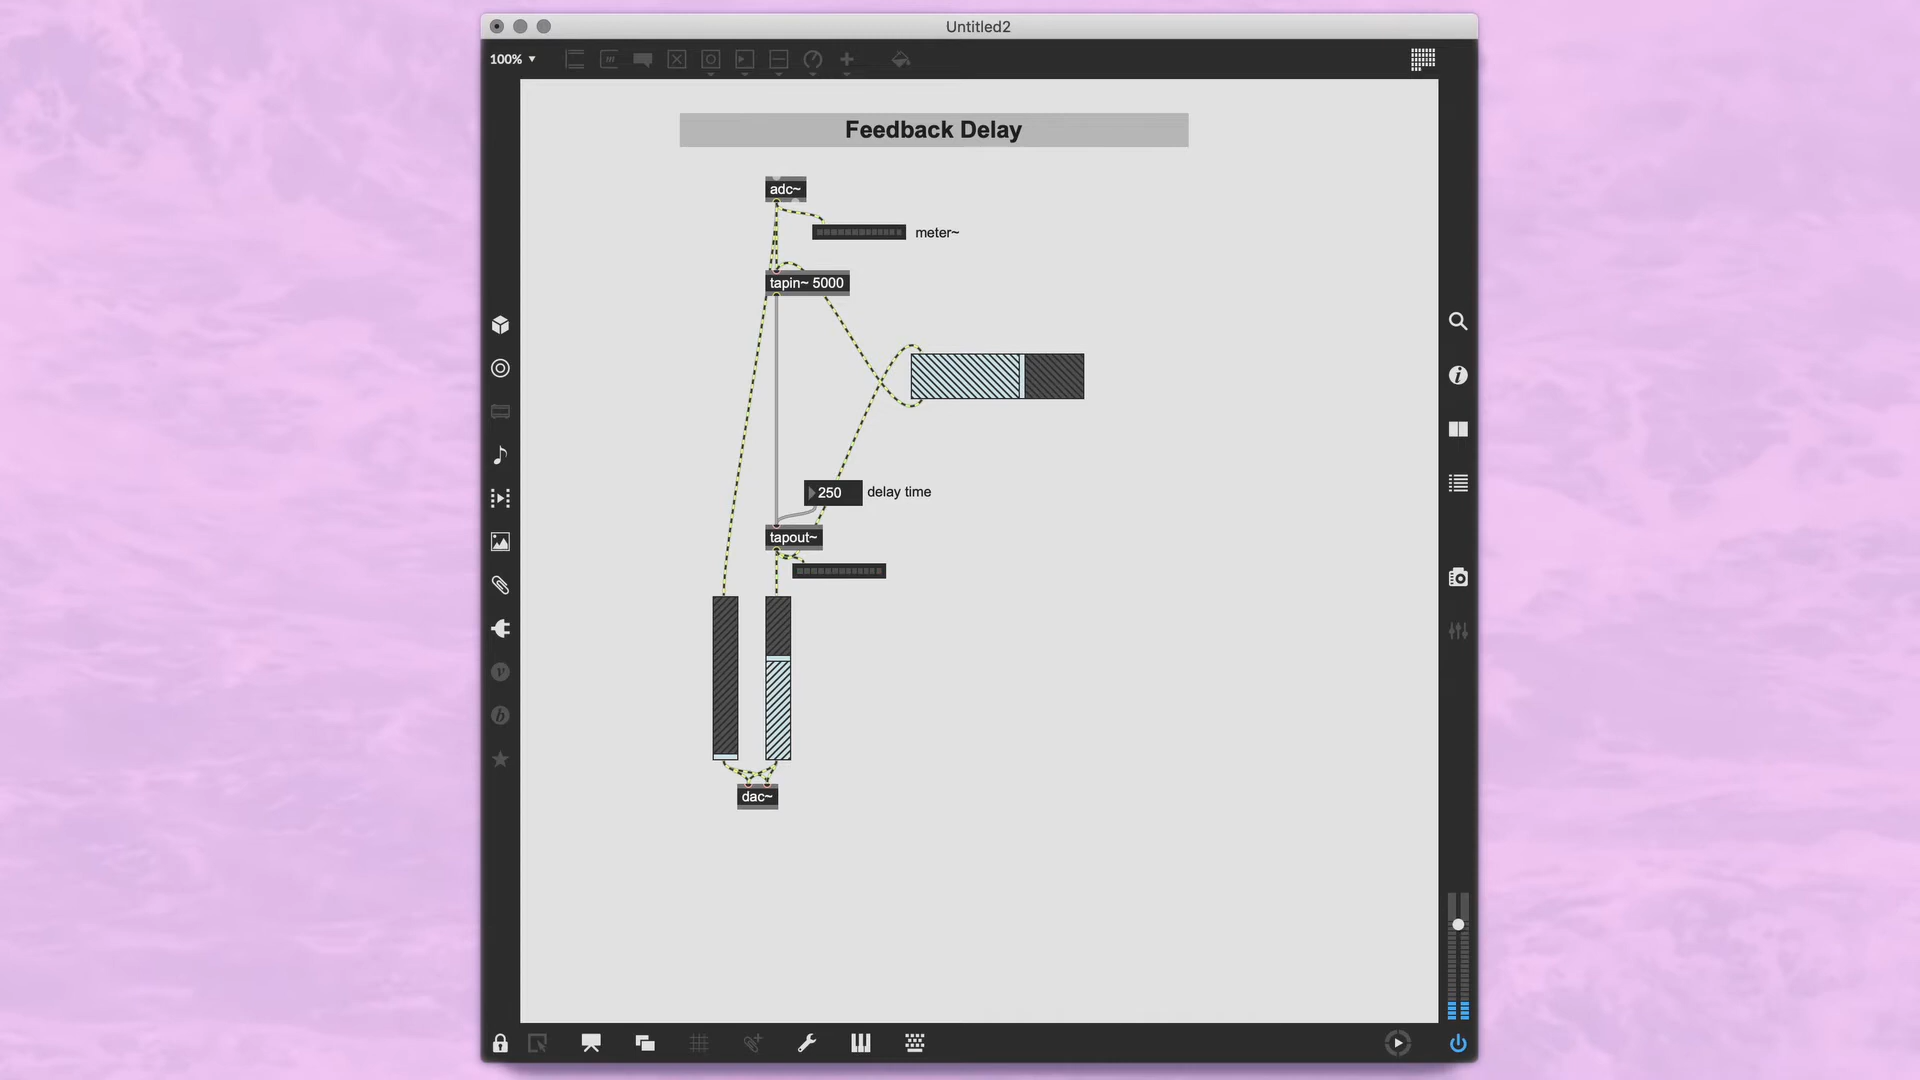 Untitled2
100%
Feedback Delay
adc~
meter~
tapin~ 5000
250
delay time
tapout~
dac~